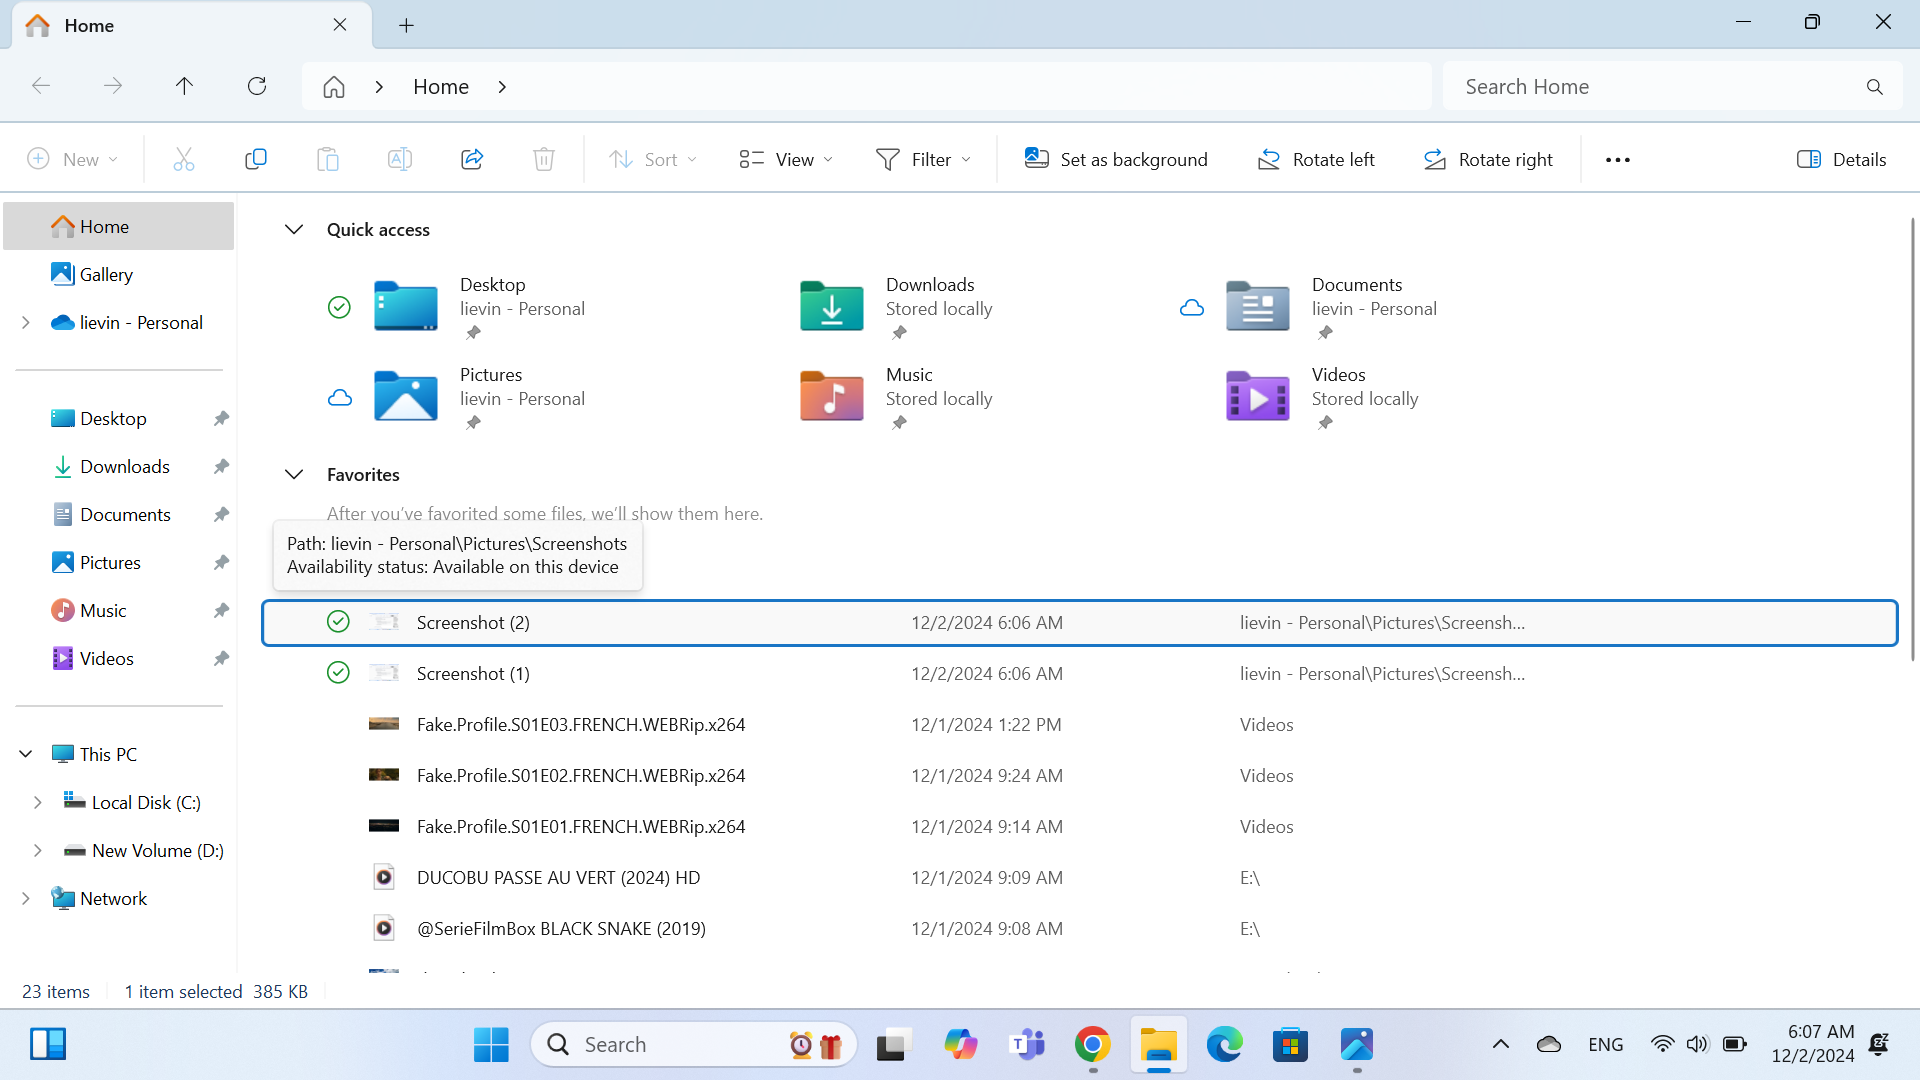 Home
Home
Search Home
New
Sort
View
Filter
Set as background
Rotate left
Rotate right
Details
Home
Gallery
lievin - Personal
Desktop
Downloads
Documents
Pictures
Music
Videos
This PC
Local Disk (C:)
New Volume (D:)
Network
Quick access
Desktop
lievin - Personal
Downloads
Stored locally
Documents
lievin - Personal
Pictures
lievin - Personal
Music
Stored locally
Videos
Stored locally
Favorites
After you've favorited some files, we'll show them here.
Path: lievin - Personal\Pictures\Screenshots
Availability status: Available on this device
Screenshot (2) 12/2/2024 6:06 AM lievin - Personal\Pictures\Screensh...
Screenshot (1) 12/2/2024 6:06 AM lievin - Personal\Pictures\Screensh...
Fake.Profile.S01E03.FRENCH.WEBRip.x264 12/1/2024 1:22 PM Videos
Fake.Profile.S01E02.FRENCH.WEBRip.x264 12/1/2024 9:24 AM Videos
Fake.Profile.S01E01.FRENCH.WEBRip.x264 12/1/2024 9:14 AM Videos
DUCOBU PASSE AU VERT (2024) HD 12/1/2024 9:09 AM E:\
@SerieFilmBox BLACK SNAKE (2019) 12/1/2024 9:08 AM E:\
23 items 1 item selected 385 KB
Search
ENG
6:07 AM
12/2/2024